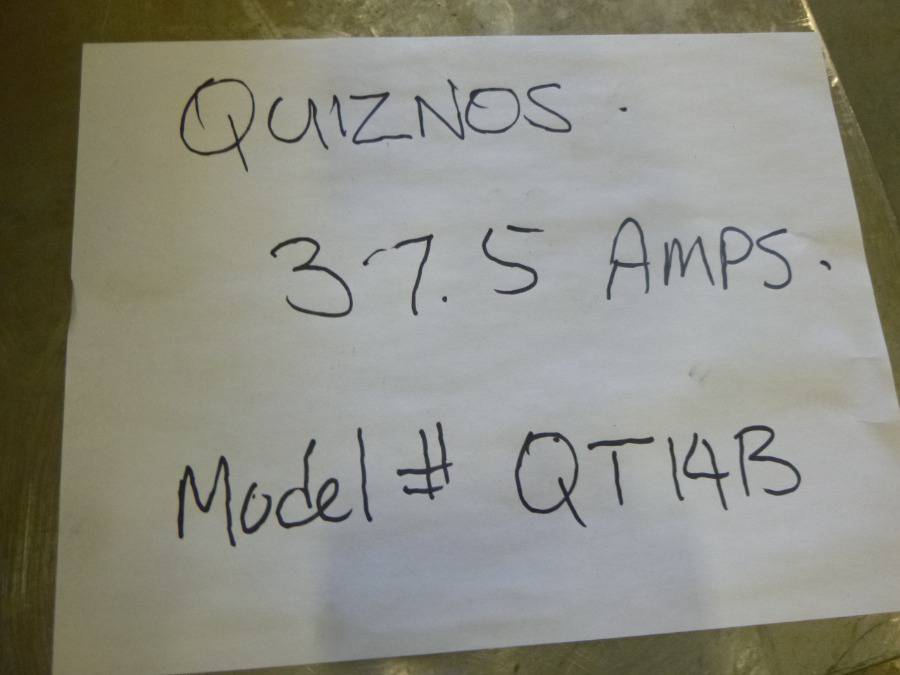 QUIZNOS.
37.5 AMPS.
Model # QT14B